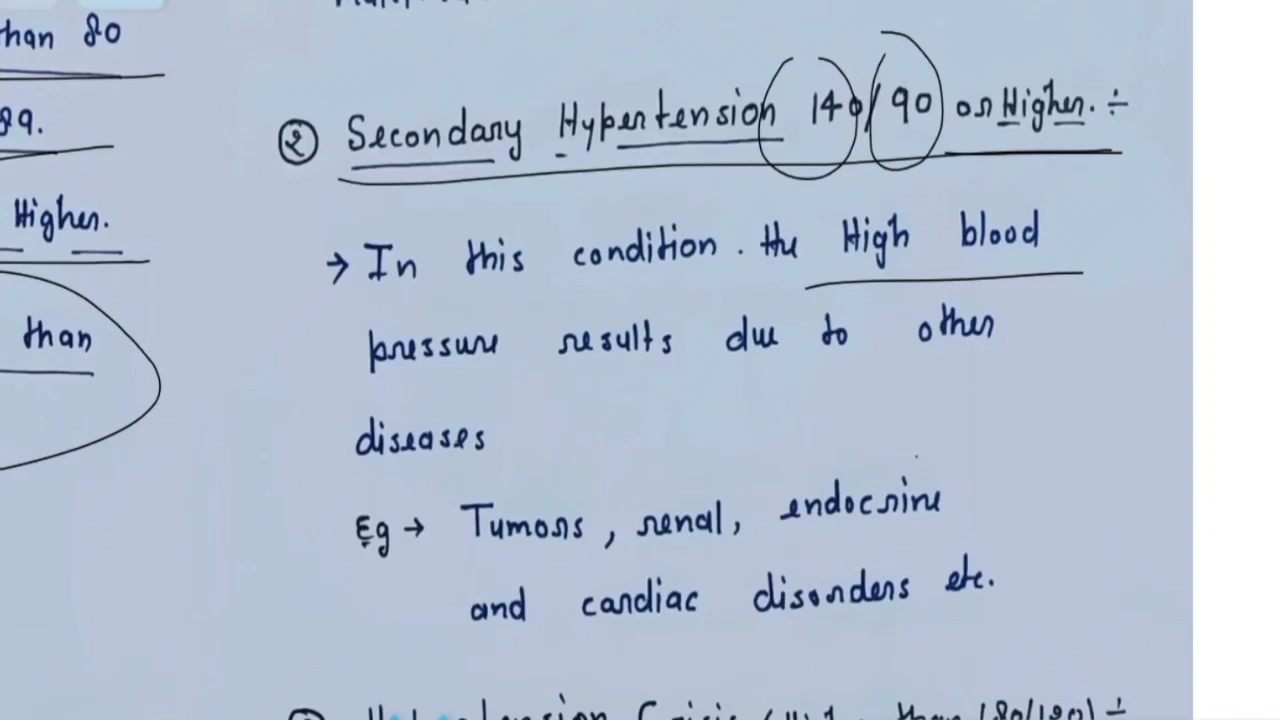 than 80
89.
Higher.
than
② Secondary Hypertension 140/90 or Higher. ÷
→ In this condition. the High blood
pressure results due to other
diseases
Eg → Tumors, renal, endocrine
and cardiac disorders etc.